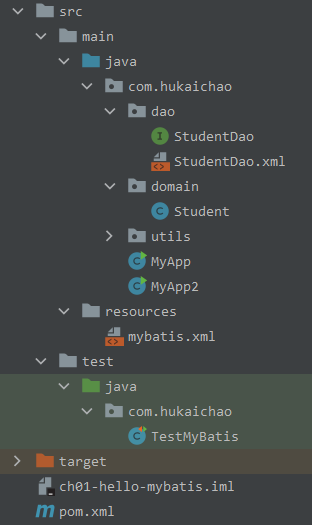 src
main
java
com.hukaichao
dao
StudentDao
StudentDao.xml
domain
Student
utils
MyApp
MyApp2
resources
mybatis.xml
test
java
com.hukaichao
TestMyBatis
target
ch01-hello-mybatis.iml
pom.xml